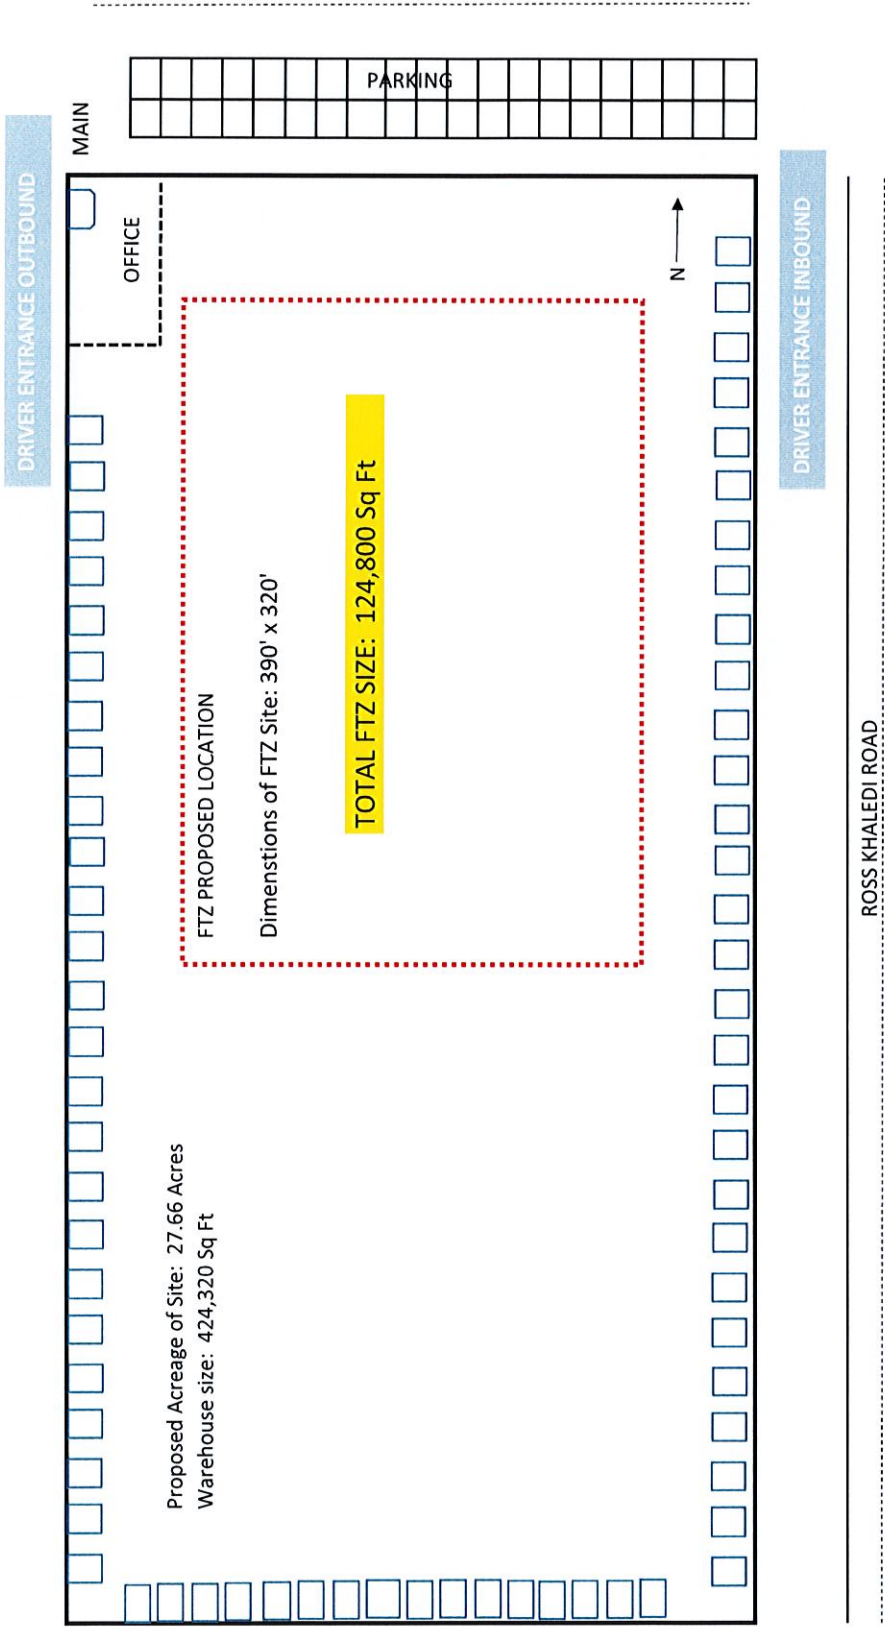 DRIVER ENTRANCE OUTBOUND
MAIN
PARKING
OFFICE
N
FTZ PROPOSED LOCATION
Dimenstions of FTZ Site: 390' x 320'
TOTAL FTZ SIZE: 124,800 Sq Ft
Proposed Acreage of Site: 27.66 Acres
Warehouse size: 424,320 Sq Ft
DRIVER ENTRANCE INBOUND
ROSS KHALEDI ROAD